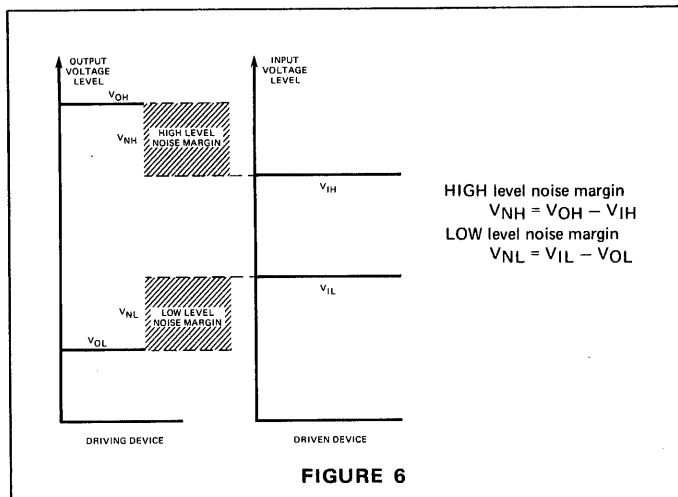 OUTPUT
VOLTAGE
LEVEL
VOH
VNH
HIGH LEVEL
NOISE MARGIN
VNL
LOW LEVEL
NOISE MARGIN
VOL
DRIVING DEVICE
INPUT
VOLTAGE
LEVEL
VIH
VIL
DRIVEN DEVICE
HIGH level noise margin
VNH = VOH – VIH
LOW level noise margin
VNL = VIL – VOL
FIGURE 6